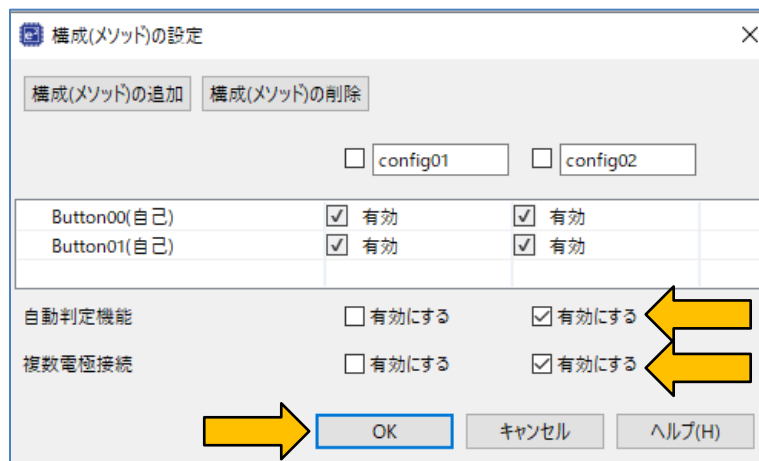 構成(メソッド)の設定
構成(メソッド)の追加 構成(メソッド)の削除
config01 config02
Button00(自己) 有効 有効
Button01(自己) 有効 有効
自動判定機能 有効にする 有効にする
複数電極接続 有効にする 有効にする
OK キャンセル ヘルプ(H)